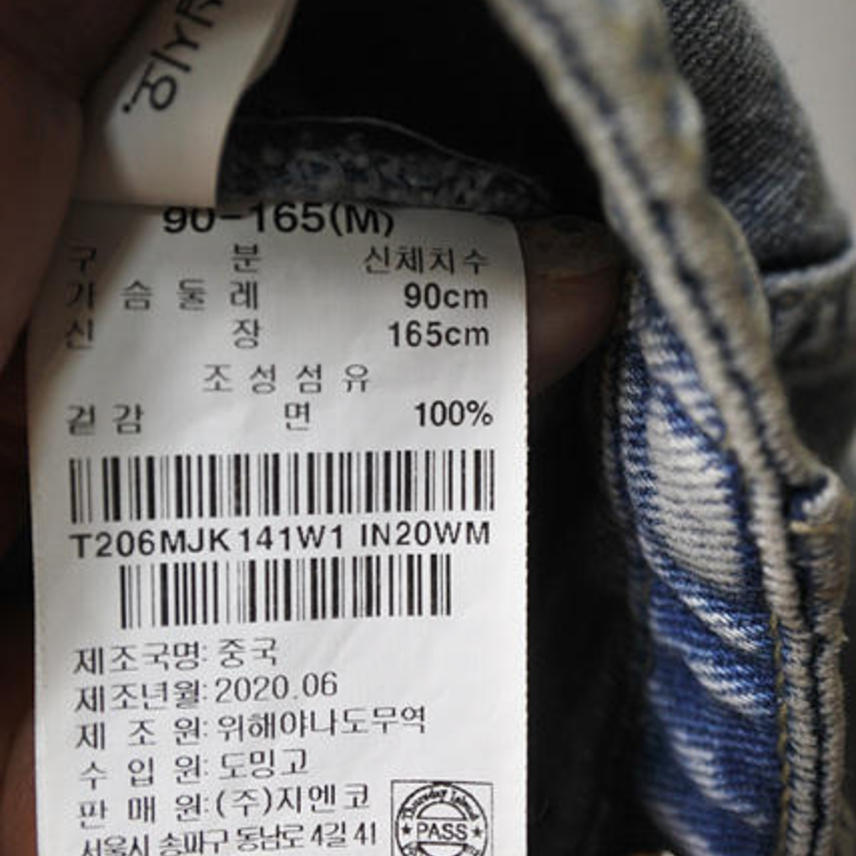 90-165(M)
구 분 신체치수
가 슴 둘 레 90cm
신 장 165cm
조 성 섬 유
겉 감 면 100%
T206MJK141W1 IN20WM
제조국명: 중국
제조년월: 2020.06
제 조 원: 위해야나도무역
수 입 원: 도밍고
판 매 원: (주)지엔코
서울시 송파구 동남로 4길 41
Thursday Island
PASS